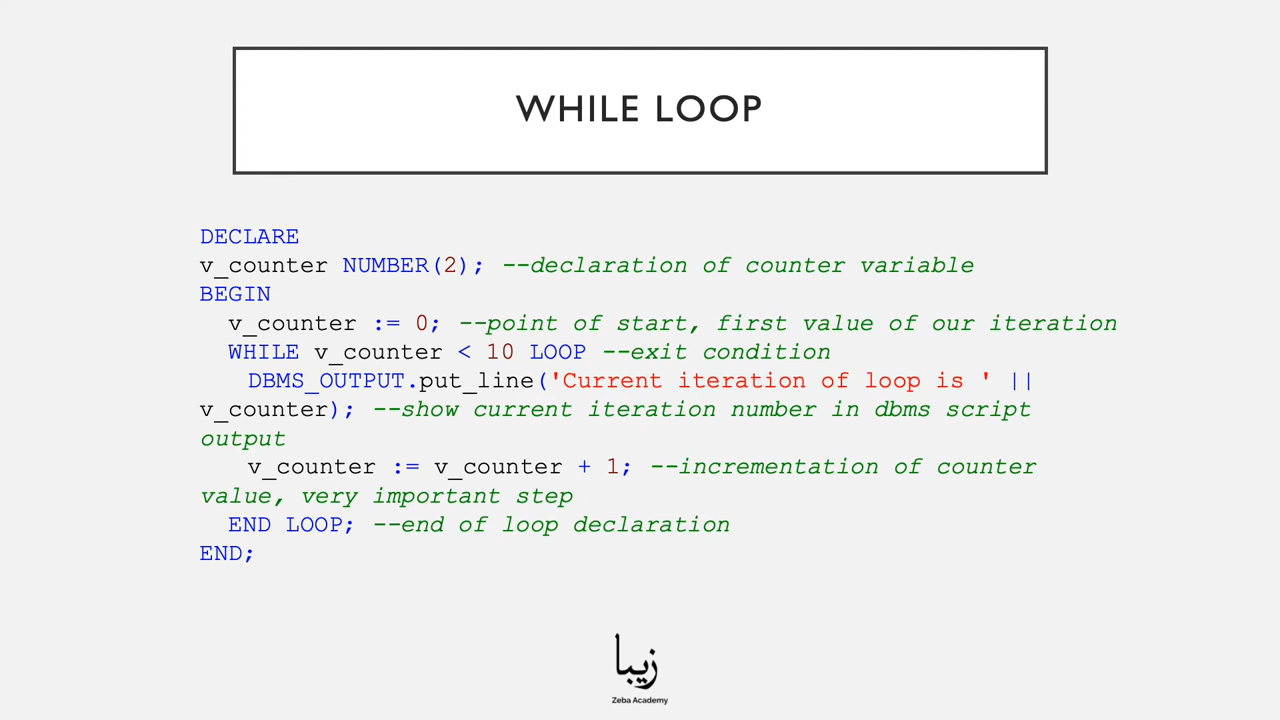 WHILE LOOP
DECLARE
v_counter NUMBER(2); --declaration of counter variable
BEGIN
v_counter := 0; --point of start, first value of our iteration
WHILE v_counter < 10 LOOP --exit condition
DBMS_OUTPUT.put_line('Current iteration of loop is ' ||
v_counter); --show current iteration number in dbms script
output
v_counter := v_counter + 1; --incrementation of counter
value, very important step
END LOOP; --end of loop declaration
END;
زيبا
Zeba Academy